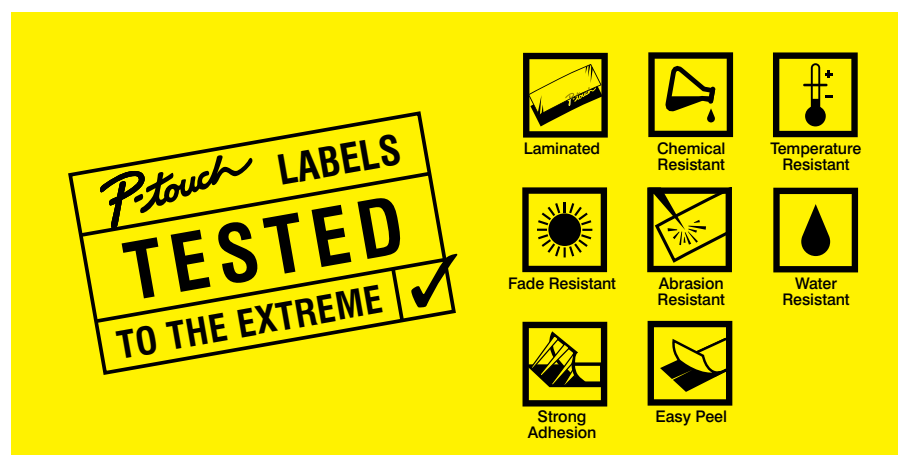 P-touch LABELS
TESTED
TO THE EXTREME
P-touch
Laminated
Chemical
Resistant
+
-
Temperature
Resistant
Fade Resistant
Abrasion
Resistant
Water
Resistant
Strong
Adhesion
Easy Peel